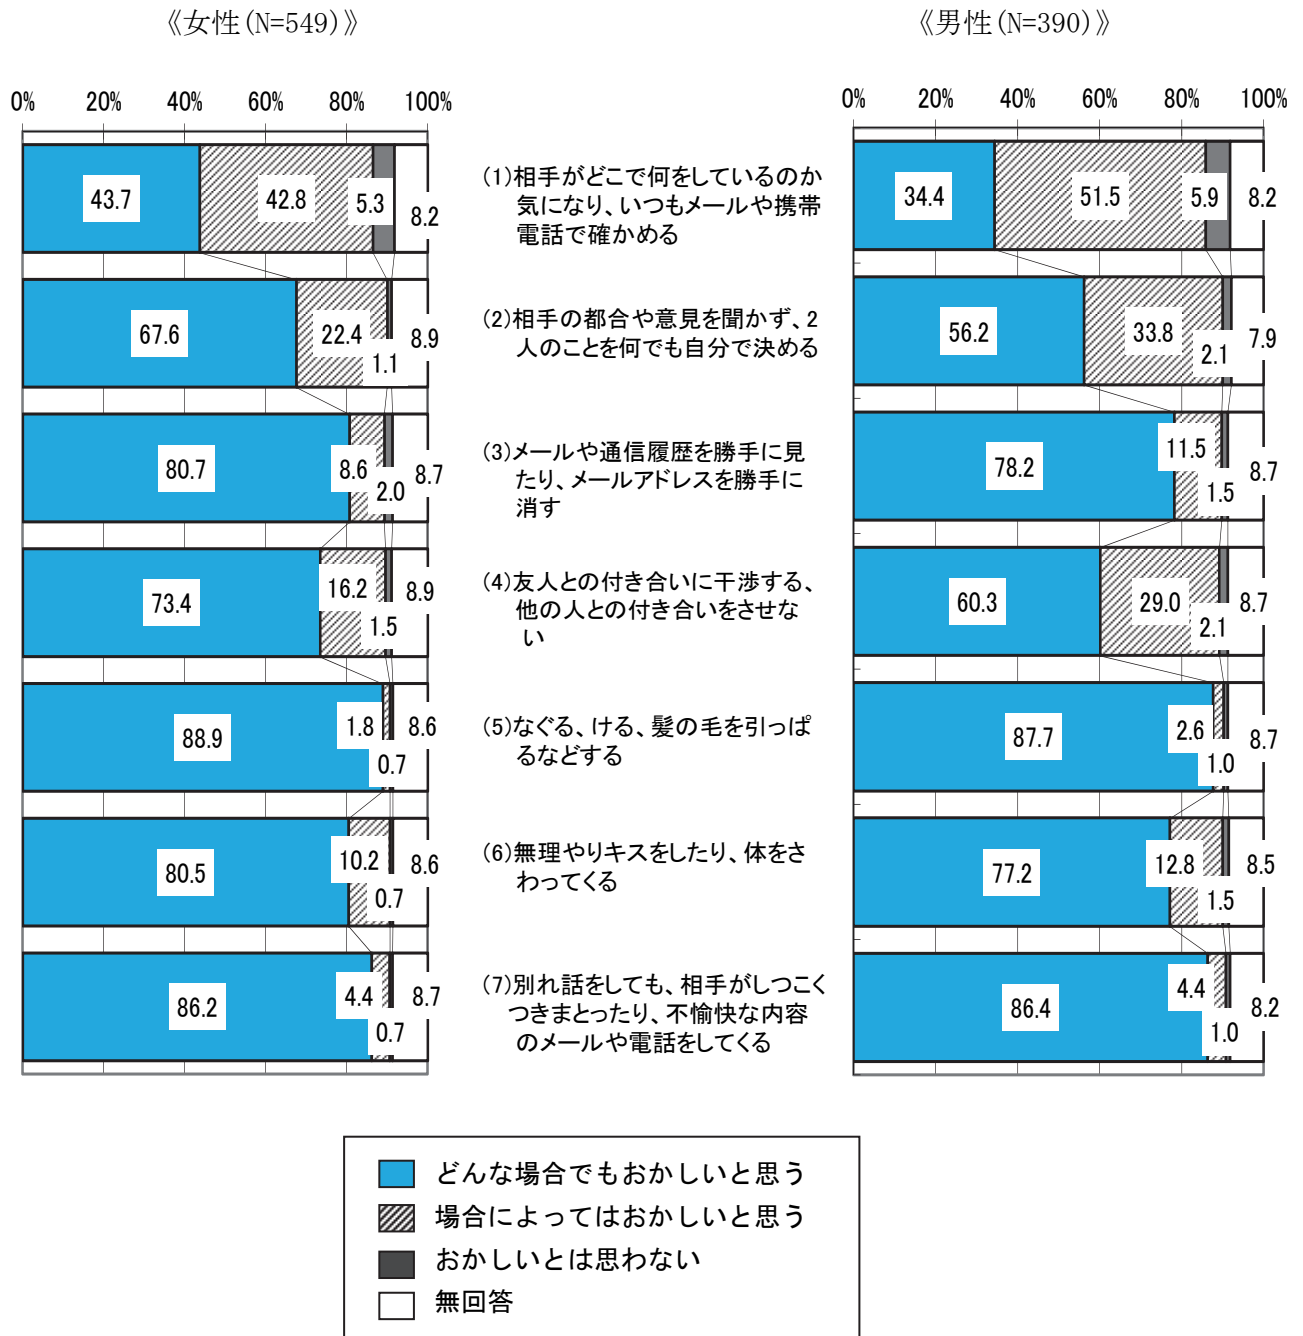 《女性(N=549)》
《男性(N=390)》
0% 20% 40% 60% 80% 100%
0% 20% 40% 60% 80% 100%
43.7 42.8 5.3 8.2
(1)相手がどこで何をしているのか
気になり、いつもメールや携帯
電話で確かめる
34.4 51.5 5.9 8.2
67.6 22.4 1.1 8.9
(2)相手の都合や意見を聞かず、2
人のことを何でも自分で決める
56.2 33.8 2.1 7.9
80.7 8.6 2.0 8.7
(3)メールや通信履歴を勝手に見
たり、メールアドレスを勝手に
消す
78.2 11.5 1.5 8.7
73.4 16.2 1.5 8.9
(4)友人との付き合いに干渉する、
他の人との付き合いをさせな
い
60.3 29.0 2.1 8.7
88.9 1.8 0.7 8.6
(5)なぐる、ける、髪の毛を引っぱ
るなどする
87.7 2.6 1.0 8.7
80.5 10.2 0.7 8.6
(6)無理やりキスをしたり、体をさ
わってくる
77.2 12.8 1.5 8.5
86.2 4.4 0.7 8.7
(7)別れ話をしても、相手がしつこく
つきまとったり、不愉快な内容
のメールや電話をしてくる
86.4 4.4 1.0 8.2
どんな場合でもおかしいと思う
場合によってはおかしいと思う
おかしいとは思わない
無回答